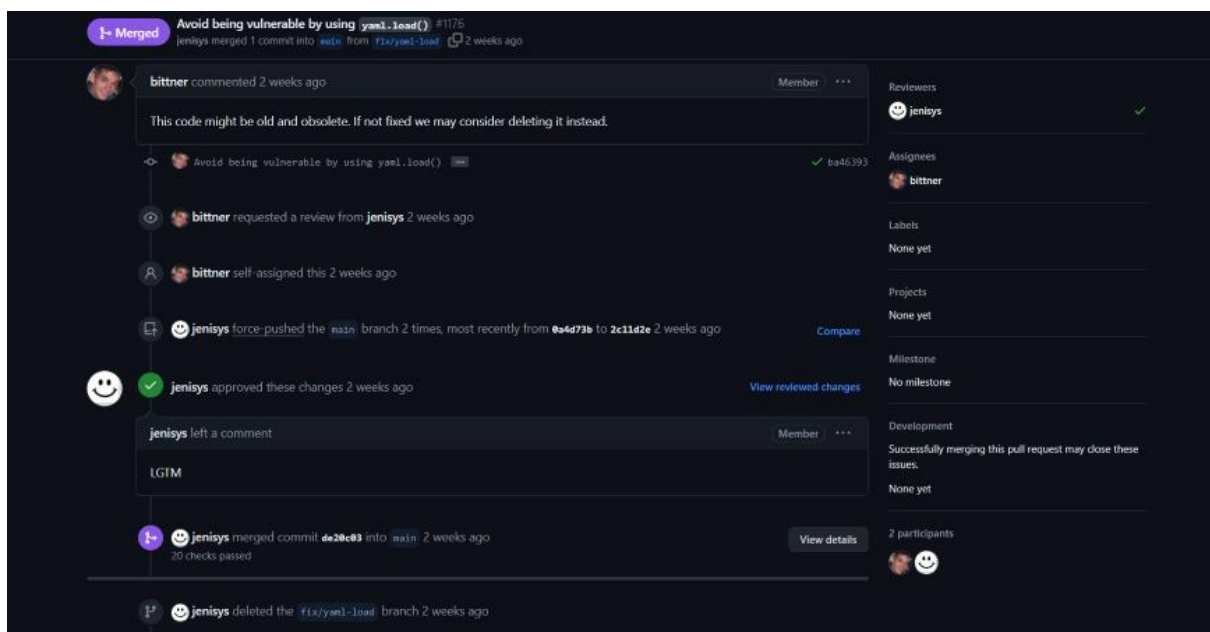 Merged
Avoid being vulnerable by using yaml.load() #1176
jenisys merged 1 commit into main from fix/yaml-load 2 weeks ago
bittner commented 2 weeks ago
Member ...
This code might be old and obsolete. If not fixed we may consider deleting it instead.
Avoid being vulnerable by using yaml.load() ...
ba46393
bittner requested a review from jenisys 2 weeks ago
bittner self-assigned this 2 weeks ago
jenisys force-pushed the main branch 2 times, most recently from 0a4d73b to 2c11d2e 2 weeks ago
Compare
jenisys approved these changes 2 weeks ago
View reviewed changes
jenisys left a comment
Member ...
LGTM
jenisys merged commit de20c03 into main 2 weeks ago
20 checks passed
View details
jenisys deleted the fix/yaml-load branch 2 weeks ago
Reviewers
jenisys
Assignees
bittner
Labels
None yet
Projects
None yet
Milestone
No milestone
Development
Successfully merging this pull request may close these
issues.
None yet
2 participants